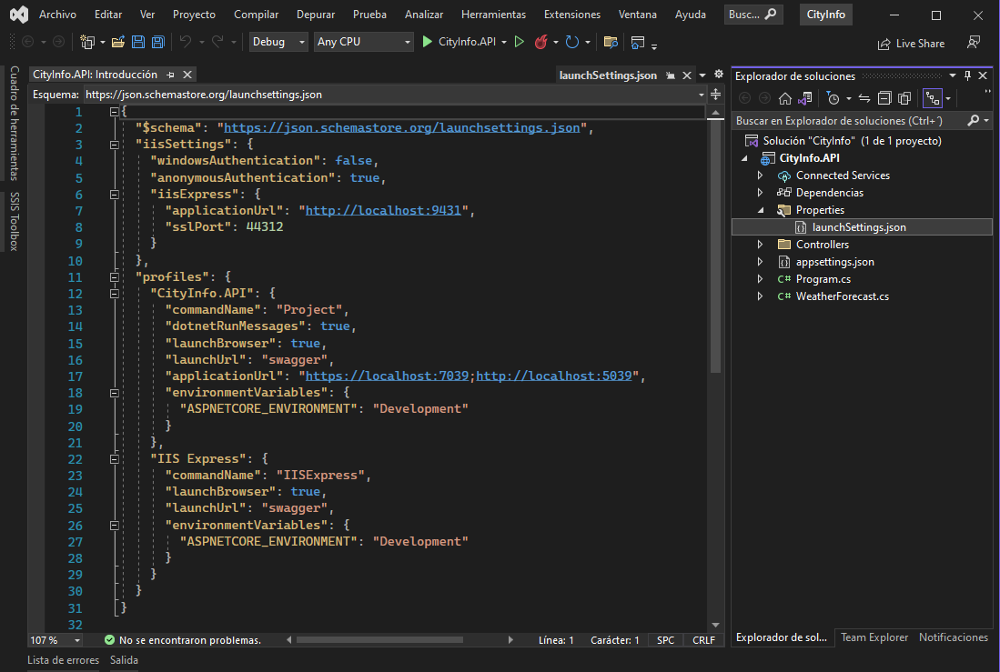 Archivo Editar Ver Proyecto Compilar Depurar Prueba Analizar Herramientas Extensiones Ventana Ayuda Busc... CityInfo
Debug Any CPU CityInfo.API Live Share
Cuadro de herramientas
SSIS Toolbox
CityInfo.API: Introducción launchSettings.json
Esquema: https://json.schemastore.org/launchsettings.json
1 {
2 "$schema": "https://json.schemastore.org/launchsettings.json",
3 "iisSettings": {
4 "windowsAuthentication": false,
5 "anonymousAuthentication": true,
6 "iisExpress": {
7 "applicationUrl": "http://localhost:9431",
8 "sslPort": 44312
9 }
10 },
11 "profiles": {
12 "CityInfo.API": {
13 "commandName": "Project",
14 "dotnetRunMessages": true,
15 "launchBrowser": true,
16 "launchUrl": "swagger",
17 "applicationUrl": "https://localhost:7039;http://localhost:5039",
18 "environmentVariables": {
19 "ASPNETCORE_ENVIRONMENT": "Development"
20 }
21 },
22 "IIS Express": {
23 "commandName": "IISExpress",
24 "launchBrowser": true,
25 "launchUrl": "swagger",
26 "environmentVariables": {
27 "ASPNETCORE_ENVIRONMENT": "Development"
28 }
29 }
30 }
31 }
32
107 % No se encontraron problemas. Línea: 1 Carácter: 1 SPC CRLF
Lista de errores Salida
Explorador de soluciones
Buscar en Explorador de soluciones (Ctrl+´)
Solución "CityInfo" (1 de 1 proyecto)
CityInfo.API
Connected Services
Dependencias
Properties
launchSettings.json
Controllers
appsettings.json
C# Program.cs
C# WeatherForecast.cs
Explorador de sol... Team Explorer Notificaciones